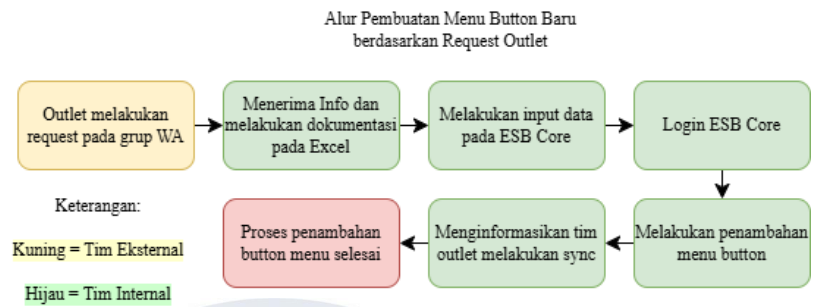 Alur Pembuatan Menu Button Baru
berdasarkan Request Outlet
Outlet melakukan
request pada grup WA
Menerima Info dan
melakukan dokumentasi
pada Excel
Melakukan input data
pada ESB Core
Login ESB Core
Melakukan penambahan
menu button
Menginformasikan tim
outlet melakukan sync
Proses penambahan
button menu selesai
Keterangan:
Kuning = Tim Eksternal
Hijau = Tim Internal